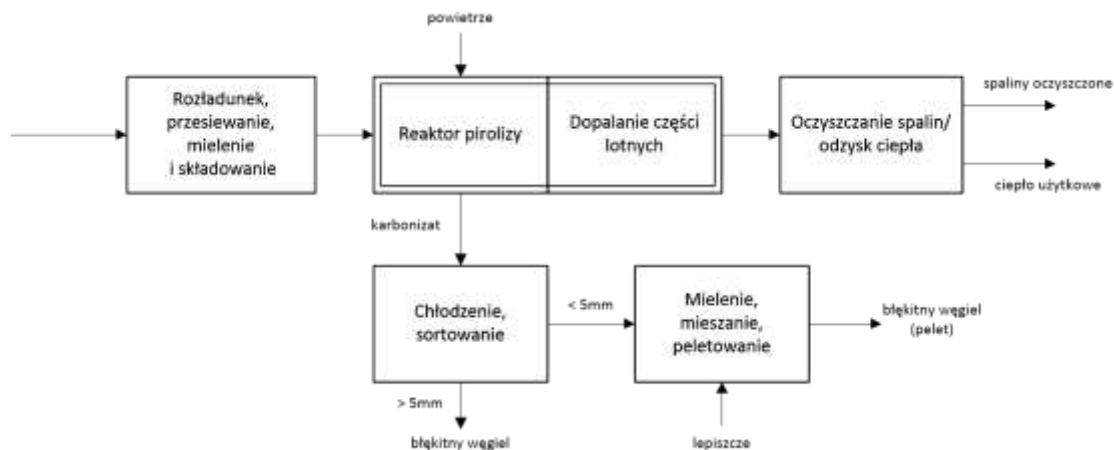 powietrze
Rozładunek,
przesiewanie,
mielenie
i składowanie
Reaktor pirolizy
Dopalanie części
lotnych
Oczyszczanie spalin/
odzysk ciepła
spaliny oczyszczone
ciepło użytkowe
karbonizat
Chłodzenie,
sortowanie
< 5mm
Mielenie,
mieszanie,
peletowanie
błękitny węgiel
(pelet)
> 5mm
błękitny węgiel
lepiszcze